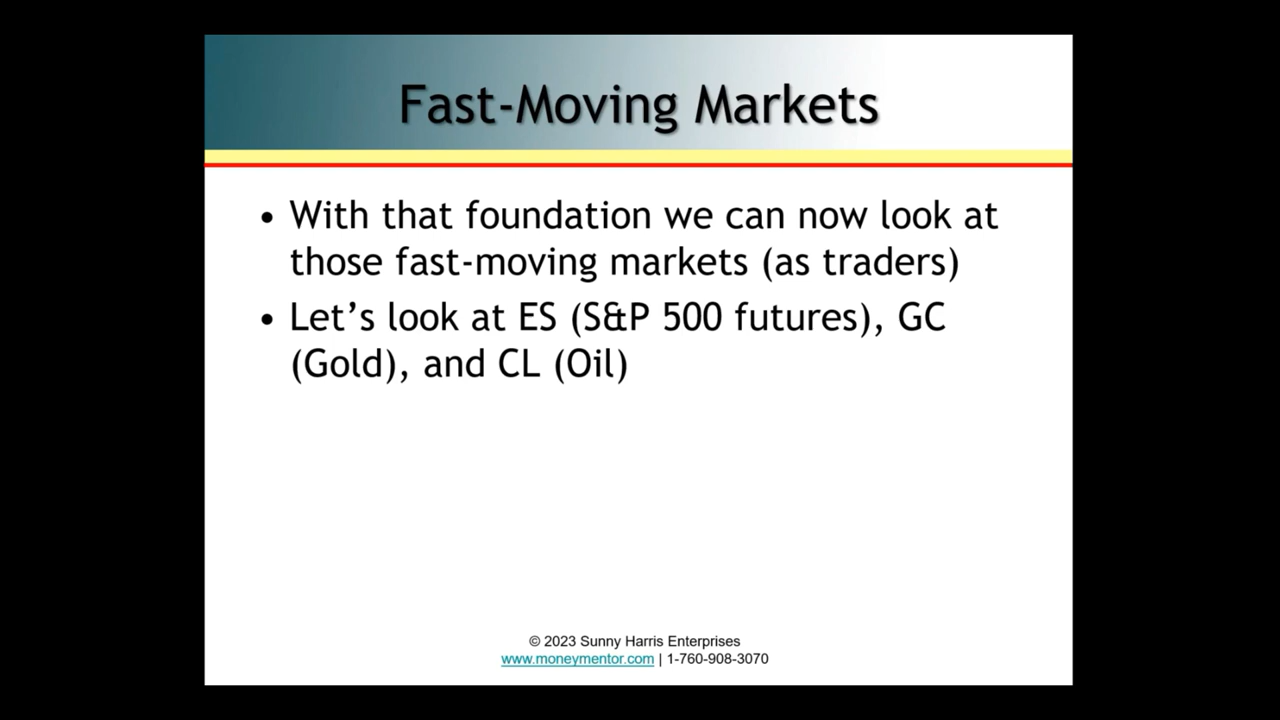 Fast-Moving Markets
• With that foundation we can now look at
those fast-moving markets (as traders)
• Let’s look at ES (S&P 500 futures), GC
(Gold), and CL (Oil)
© 2023 Sunny Harris Enterprises
www.moneymentor.com | 1-760-908-3070